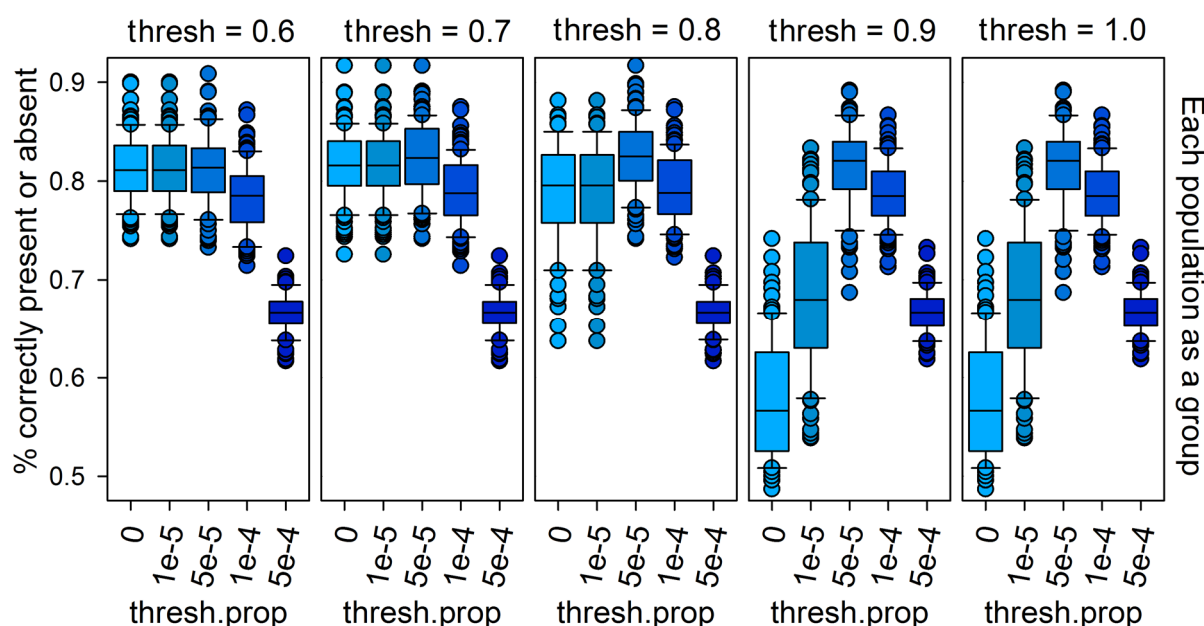 thresh = 0.6
thresh = 0.7
thresh = 0.8
thresh = 0.9
thresh = 1.0
% correctly present or absent
0.9
0.8
0.7
0.6
0.5
Each population as a group
0
1e-5
5e-5
1e-4
5e-4
0
1e-5
5e-5
1e-4
5e-4
0
1e-5
5e-5
1e-4
5e-4
0
1e-5
5e-5
1e-4
5e-4
0
1e-5
5e-5
1e-4
5e-4
thresh.prop
thresh.prop
thresh.prop
thresh.prop
thresh.prop